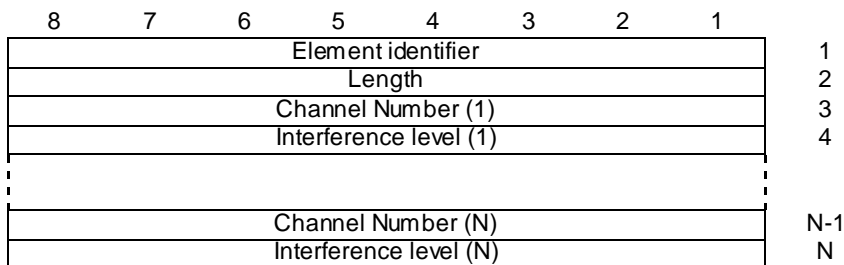 8 7 6 5 4 3 2 1
Element identifier 1
Length 2
Channel Number (1) 3
Interference level (1) 4
Channel Number (N) N-1
Interference level (N) N